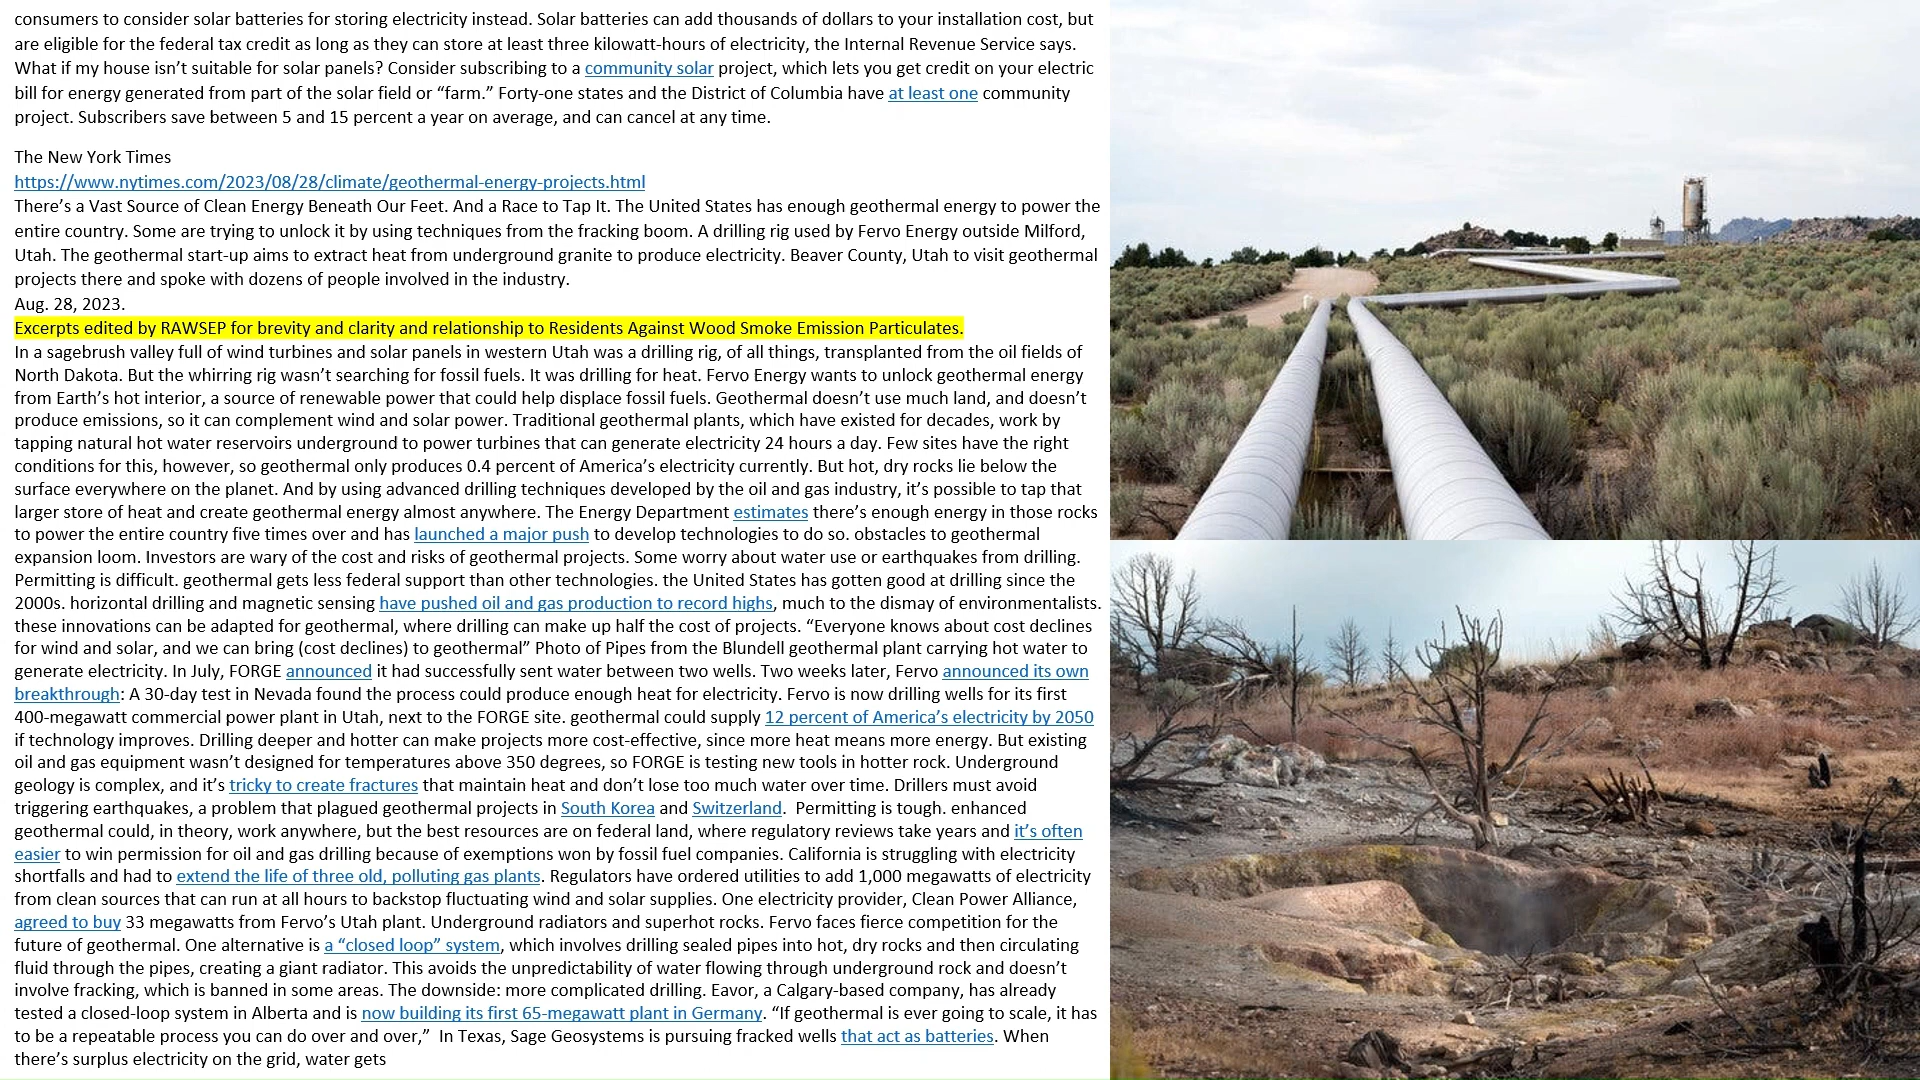 consumers to consider solar batteries for storing electricity instead. Solar batteries can add thousands of dollars to your installation cost, but
are eligible for the federal tax credit as long as they can store at least three kilowatt-hours of electricity, the Internal Revenue Service says.
What if my house isn’t suitable for solar panels? Consider subscribing to a community solar project, which lets you get credit on your electric
bill for energy generated from part of the solar field or “farm.” Forty-one states and the District of Columbia have at least one community
project. Subscribers save between 5 and 15 percent a year on average, and can cancel at any time.
The New York Times
https://www.nytimes.com/2023/08/28/climate/geothermal-energy-projects.html
There’s a Vast Source of Clean Energy Beneath Our Feet. And a Race to Tap It. The United States has enough geothermal energy to power the
entire country. Some are trying to unlock it by using techniques from the fracking boom. A drilling rig used by Fervo Energy outside Milford,
Utah. The geothermal start-up aims to extract heat from underground granite to produce electricity. Beaver County, Utah to visit geothermal
projects there and spoke with dozens of people involved in the industry.
Aug. 28, 2023.
Excerpts edited by RAWSEP for brevity and clarity and relationship to Residents Against Wood Smoke Emission Particulates.
In a sagebrush valley full of wind turbines and solar panels in western Utah was a drilling rig, of all things, transplanted from the oil fields of
North Dakota. But the whirring rig wasn’t searching for fossil fuels. It was drilling for heat. Fervo Energy wants to unlock geothermal energy
from Earth’s hot interior, a source of renewable power that could help displace fossil fuels. Geothermal doesn’t use much land, and doesn’t
produce emissions, so it can complement wind and solar power. Traditional geothermal plants, which have existed for decades, work by
tapping natural hot water reservoirs underground to power turbines that can generate electricity 24 hours a day. Few sites have the right
conditions for this, however, so geothermal only produces 0.4 percent of America’s electricity currently. But hot, dry rocks lie below the
surface everywhere on the planet. And by using advanced drilling techniques developed by the oil and gas industry, it’s possible to tap that
larger store of heat and create geothermal energy almost anywhere. The Energy Department estimates there’s enough energy in those rocks
to power the entire country five times over and has launched a major push to develop technologies to do so. obstacles to geothermal
expansion loom. Investors are wary of the cost and risks of geothermal projects. Some worry about water use or earthquakes from drilling.
Permitting is difficult. geothermal gets less federal support than other technologies. the United States has gotten good at drilling since the
2000s. horizontal drilling and magnetic sensing have pushed oil and gas production to record highs, much to the dismay of environmentalists.
these innovations can be adapted for geothermal, where drilling can make up half the cost of projects. “Everyone knows about cost declines
for wind and solar, and we can bring (cost declines) to geothermal” Photo of Pipes from the Blundell geothermal plant carrying hot water to
generate electricity. In July, FORGE announced it had successfully sent water between two wells. Two weeks later, Fervo announced its own
breakthrough: A 30-day test in Nevada found the process could produce enough heat for electricity. Fervo is now drilling wells for its first
400-megawatt commercial power plant in Utah, next to the FORGE site. geothermal could supply 12 percent of America’s electricity by 2050
if technology improves. Drilling deeper and hotter can make projects more cost-effective, since more heat means more energy. But existing
oil and gas equipment wasn’t designed for temperatures above 350 degrees, so FORGE is testing new tools in hotter rock. Underground
geology is complex, and it’s tricky to create fractures that maintain heat and don’t lose too much water over time. Drillers must avoid
triggering earthquakes, a problem that plagued geothermal projects in South Korea and Switzerland.  Permitting is tough. enhanced
geothermal could, in theory, work anywhere, but the best resources are on federal land, where regulatory reviews take years and it’s often
easier to win permission for oil and gas drilling because of exemptions won by fossil fuel companies. California is struggling with electricity
shortfalls and had to extend the life of three old, polluting gas plants. Regulators have ordered utilities to add 1,000 megawatts of electricity
from clean sources that can run at all hours to backstop fluctuating wind and solar supplies. One electricity provider, Clean Power Alliance,
agreed to buy 33 megawatts from Fervo’s Utah plant. Underground radiators and superhot rocks. Fervo faces fierce competition for the
future of geothermal. One alternative is a “closed loop” system, which involves drilling sealed pipes into hot, dry rocks and then circulating
fluid through the pipes, creating a giant radiator. This avoids the unpredictability of water flowing through underground rock and doesn’t
involve fracking, which is banned in some areas. The downside: more complicated drilling. Eavor, a Calgary-based company, has already
tested a closed-loop system in Alberta and is now building its first 65-megawatt plant in Germany. “If geothermal is ever going to scale, it has
to be a repeatable process you can do over and over,”  In Texas, Sage Geosystems is pursuing fracked wells that act as batteries. When
there’s surplus electricity on the grid, water gets